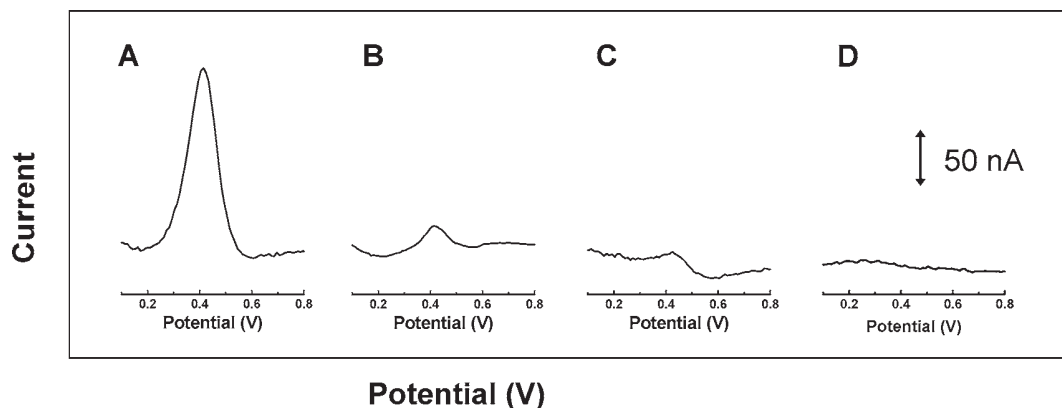 A B C D
50 nA
Current
0.2 0.4 0.6 0.8 0.2 0.4 0.6 0.8 0.2 0.4 0.6 0.8 0.2 0.4 0.6 0.8
Potential (V) Potential (V) Potential (V) Potential (V)
Potential (V)